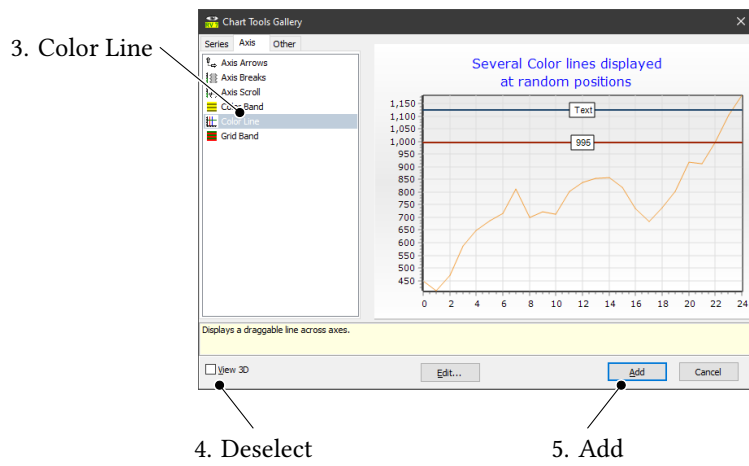 Chart Tools Gallery
3. Color Line
Series Axis Other
Axis Arrows
Axis Breaks
Axis Scroll
Color Band
Color Line
Grid Band
Several Color lines displayed
at random positions
1,150
1,100
1,050
1,000
950
900
850
800
750
700
650
600
550
500
450
Text
995
0 2 4 6 8 10 12 14 16 18 20 22 24
Displays a draggable line across axes.
View 3D
Edit...
Add
Cancel
4. Deselect
5. Add